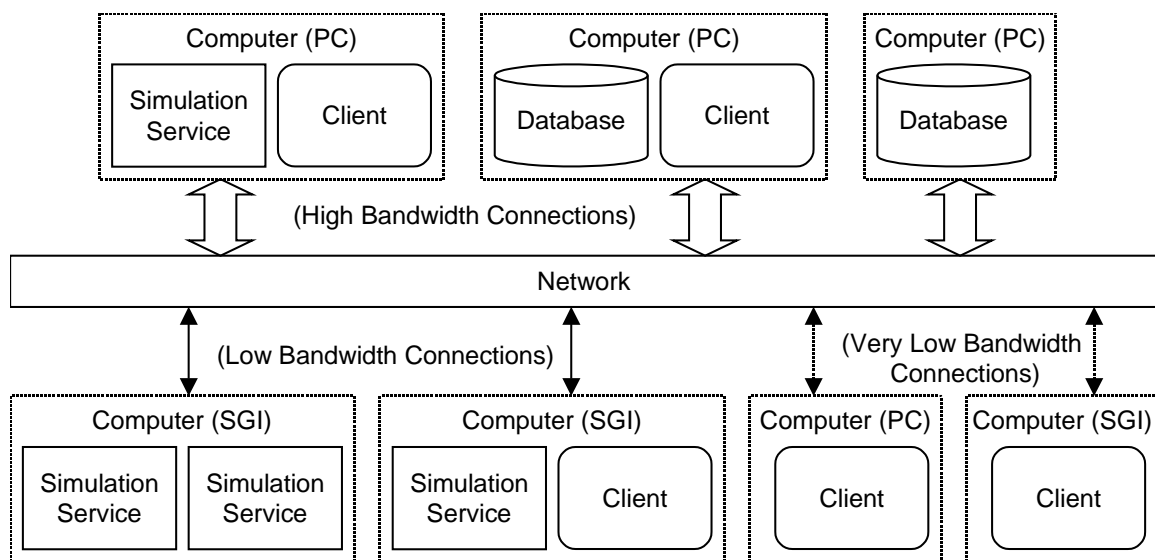 Computer (PC)
Simulation
Service
Client
Computer (PC)
Database
Client
Computer (PC)
Database
(High Bandwidth Connections)
Network
(Low Bandwidth Connections)
(Very Low Bandwidth
Connections)
Computer (SGI)
Simulation
Service
Simulation
Service
Computer (SGI)
Simulation
Service
Client
Computer (PC)
Client
Computer (SGI)
Client